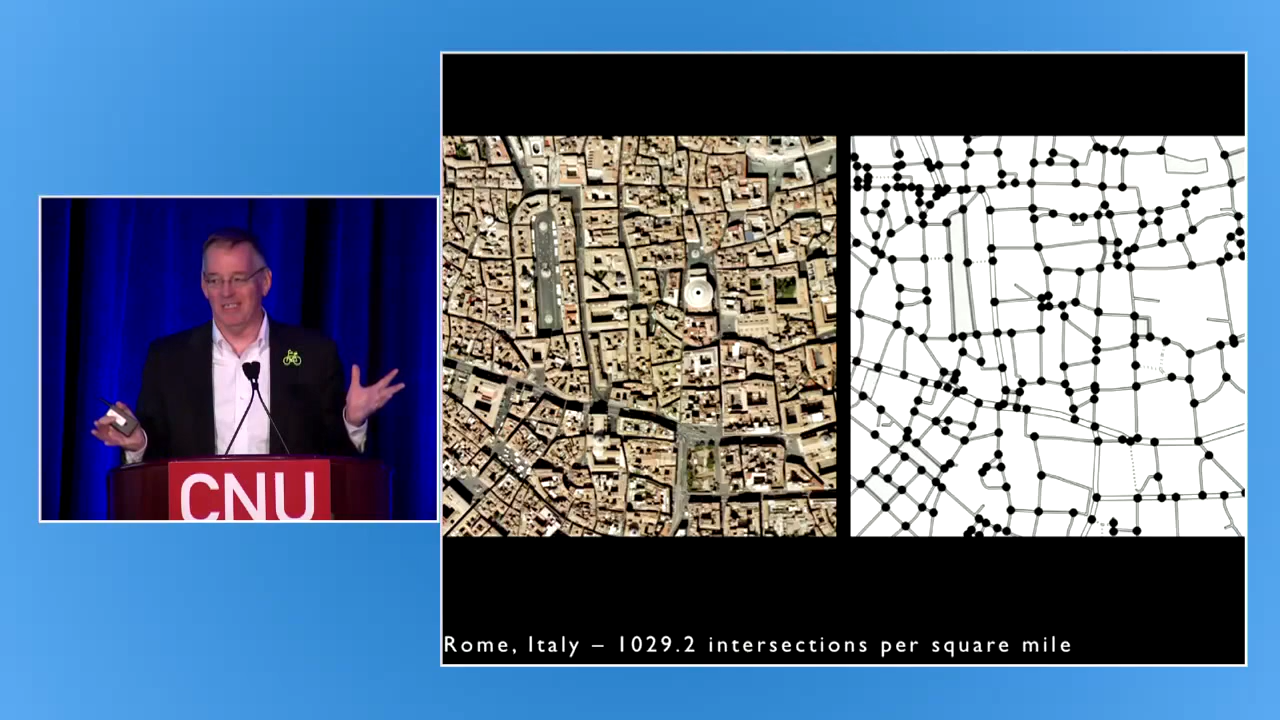 CNU
Rome, Italy – 1029.2 intersections per square mile